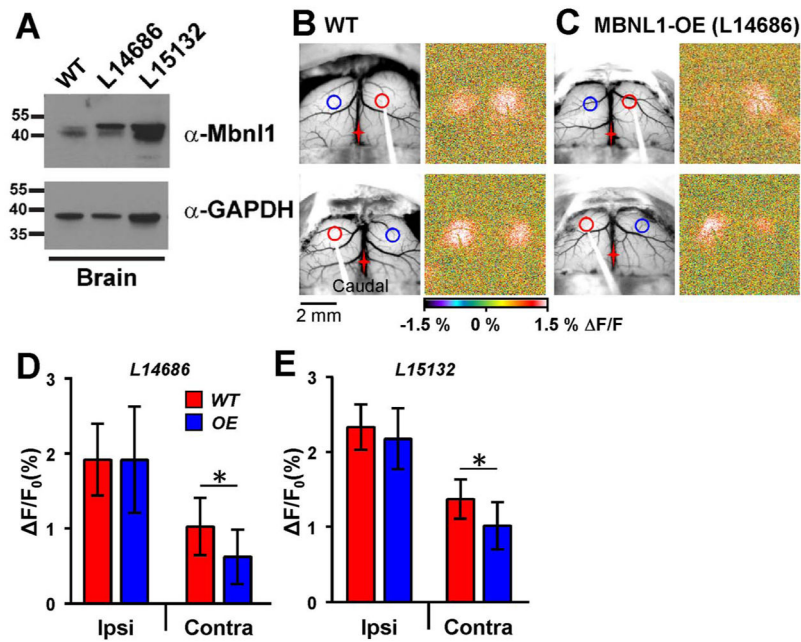 A
WT
L14686
L15132
55
40
α-Mbnl1
55
40
35
α-GAPDH
Brain
B WT
C MBNL1-OE (L14686)
Caudal
2 mm
-1.5 % 0 % 1.5 % ΔF/F
D
L14686
3
2
1
0
ΔF/F0(%)
WT
OE
*
Ipsi Contra
E
L15132
3
2
1
0
ΔF/F0(%)
*
Ipsi Contra